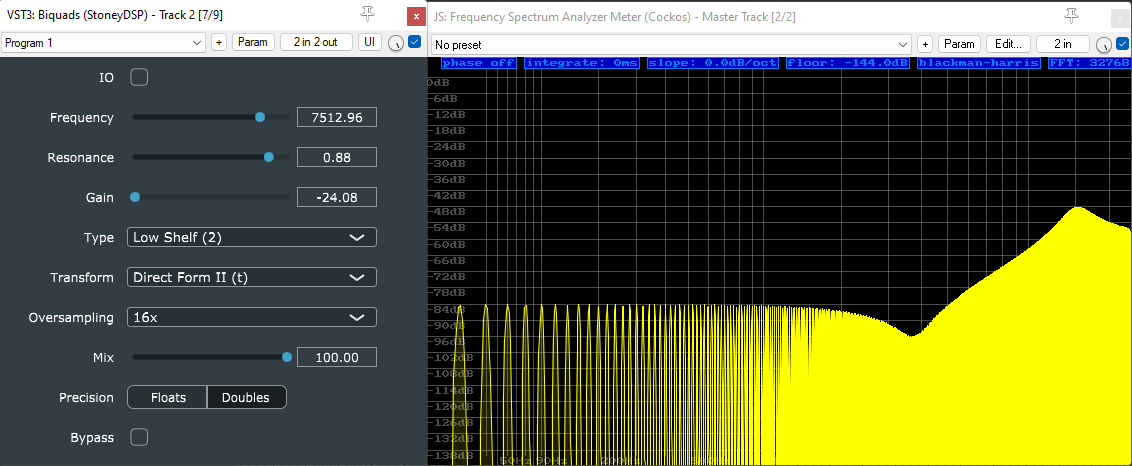 VST3: Biquads (StoneyDSP) - Track 2 [7/9]
Program 1
+
Param
2 in 2 out
UI
IO
Frequency
7512.96
Resonance
0.88
Gain
-24.08
Type
Low Shelf (2)
Transform
Direct Form II (t)
Oversampling
16x
Mix
100.00
Precision
Floats
Doubles
Bypass
JS: Frequency Spectrum Analyzer Meter (Cockos) - Master Track [2/2]
No preset
+
Param
Edit...
2 in
phase off
integrate: 0ms
slope: 0.0dB/oct
floor: -144.0dB
blackman-harris
FFT: 32768
0dB
-6dB
-12dB
-18dB
-24dB
-30dB
-36dB
-42dB
-48dB
-54dB
-60dB
-66dB
-72dB
-78dB
-84dB
-90dB
-96dB
-102dB
-108dB
-114dB
-120dB
-126dB
-132dB
-138dB
50Hz
90Hz
200Hz